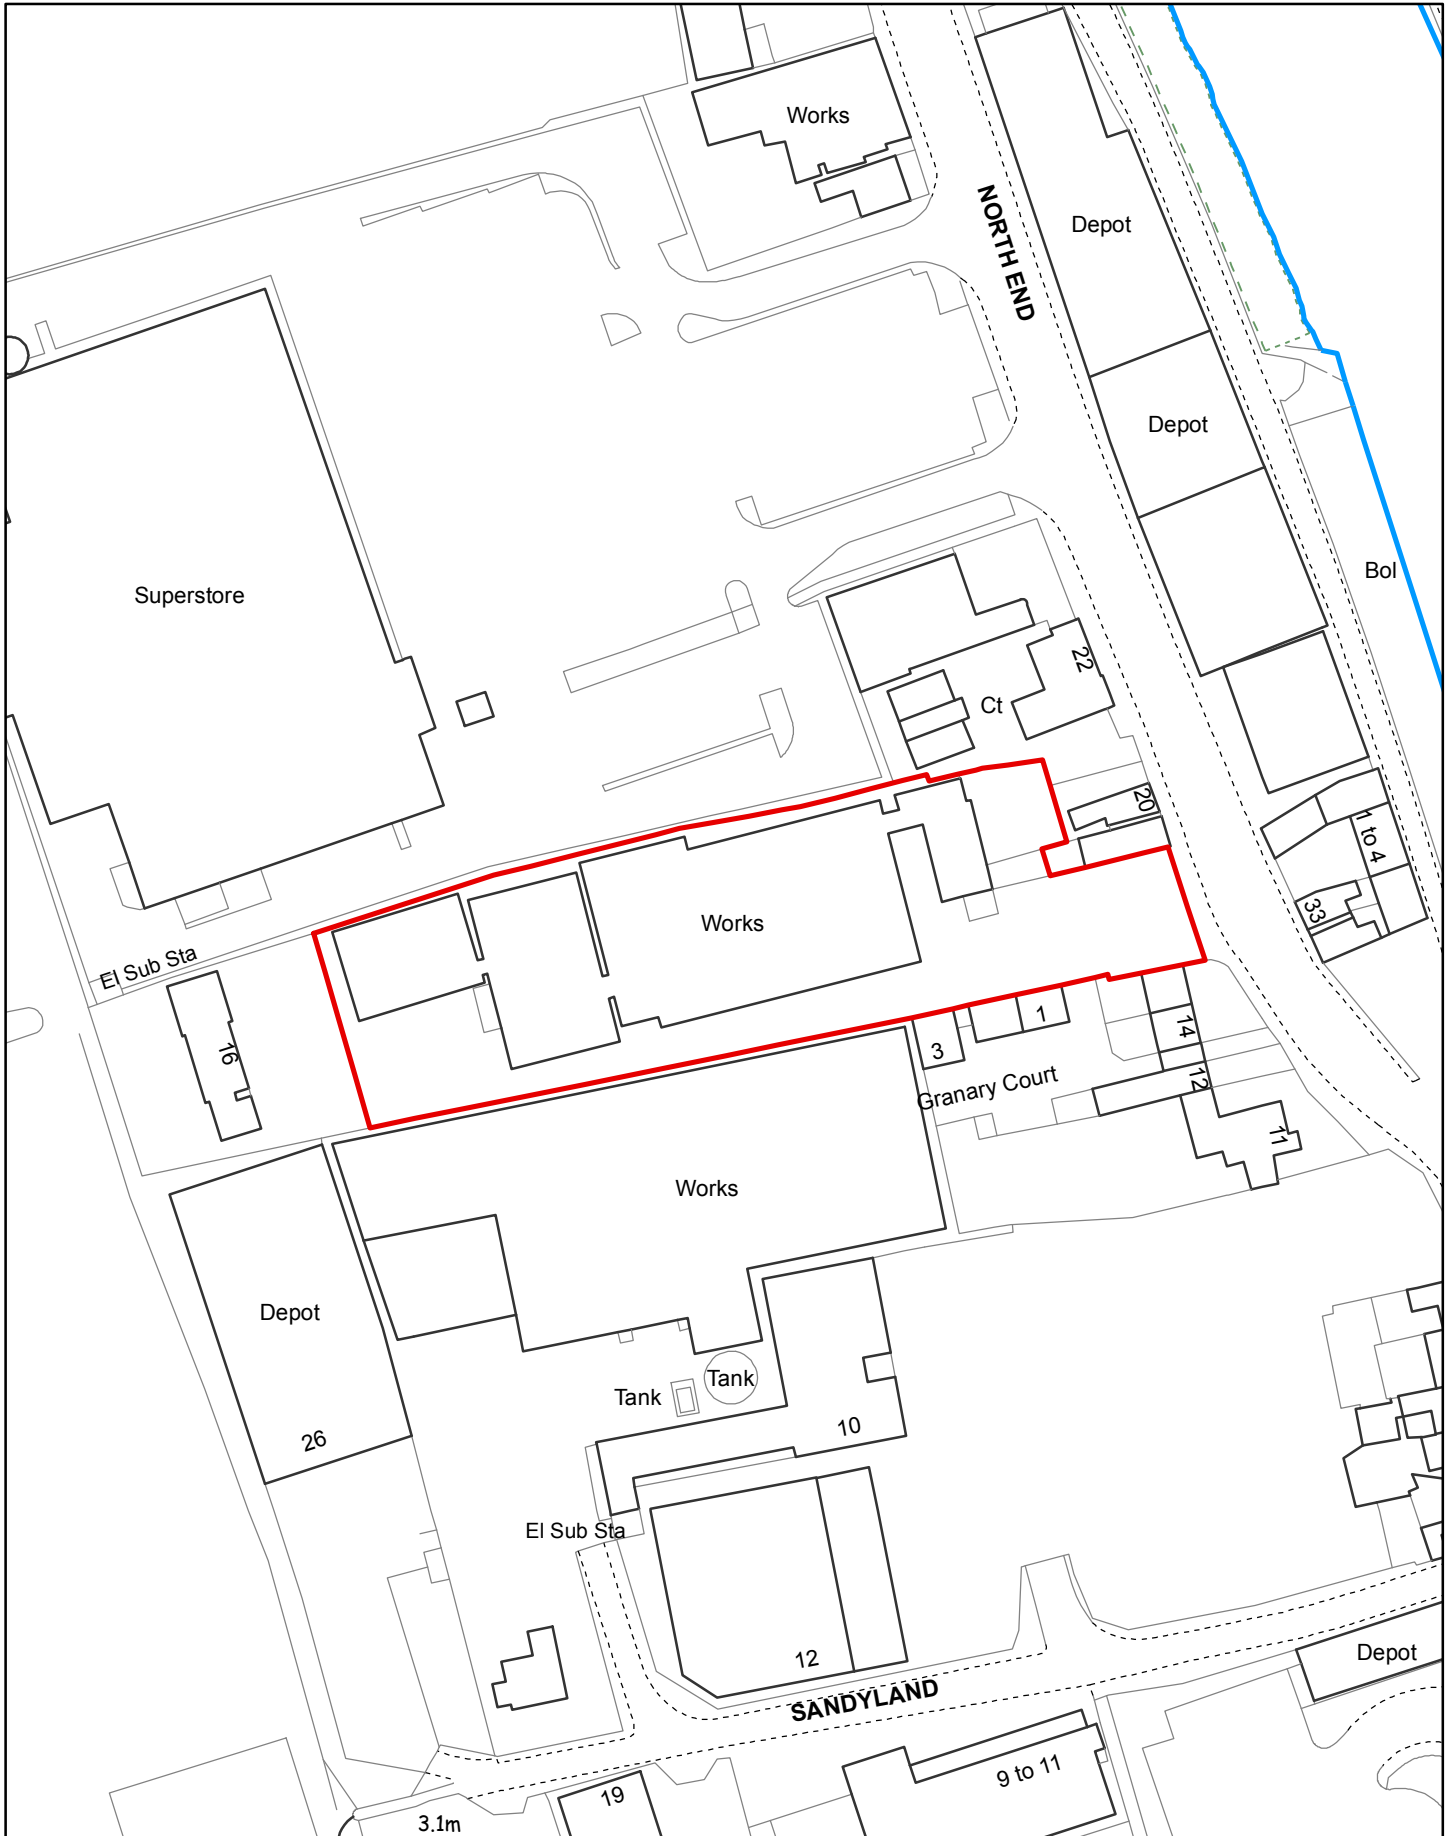 Works
NORTH END
Depot
Depot
Bol
Superstore
22
Ct
20
1 to 4
33
Works
El Sub Sta
16
1
14
3
Granary Court
12
11
Works
Depot
26
Tank
Tank
10
El Sub Sta
12
SANDYLAND
Depot
9 to 11
19
3.1m